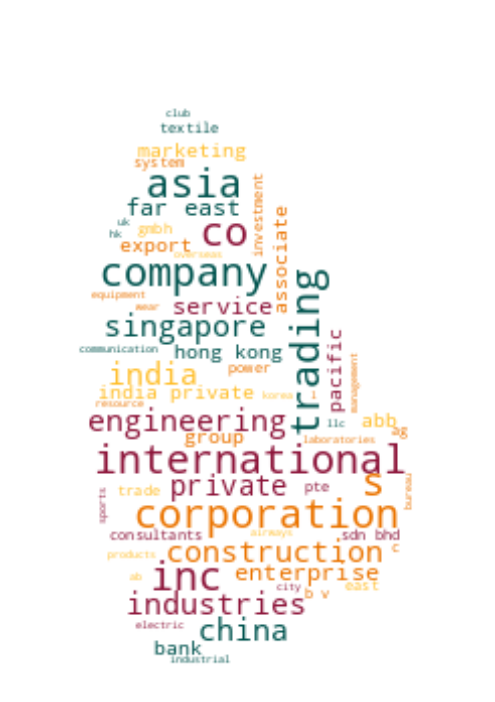 club
textile
marketing
system
asia
far east
uk
hk
gmbh
co
export
overseas
investment
associate
company
equipment
wear
service
trading
singapore
communication
hong kong
pacific
power
management
india
india private
korea
i
resource
engineering
llc
abb
ag
group
laboratories
international
private
pte
s
bureau
trade
sports
corporation
consultants
airways
sdn bhd
products
construction
c
ab
inc
enterprise
city
b v
east
industries
electric
china
bank
industrial